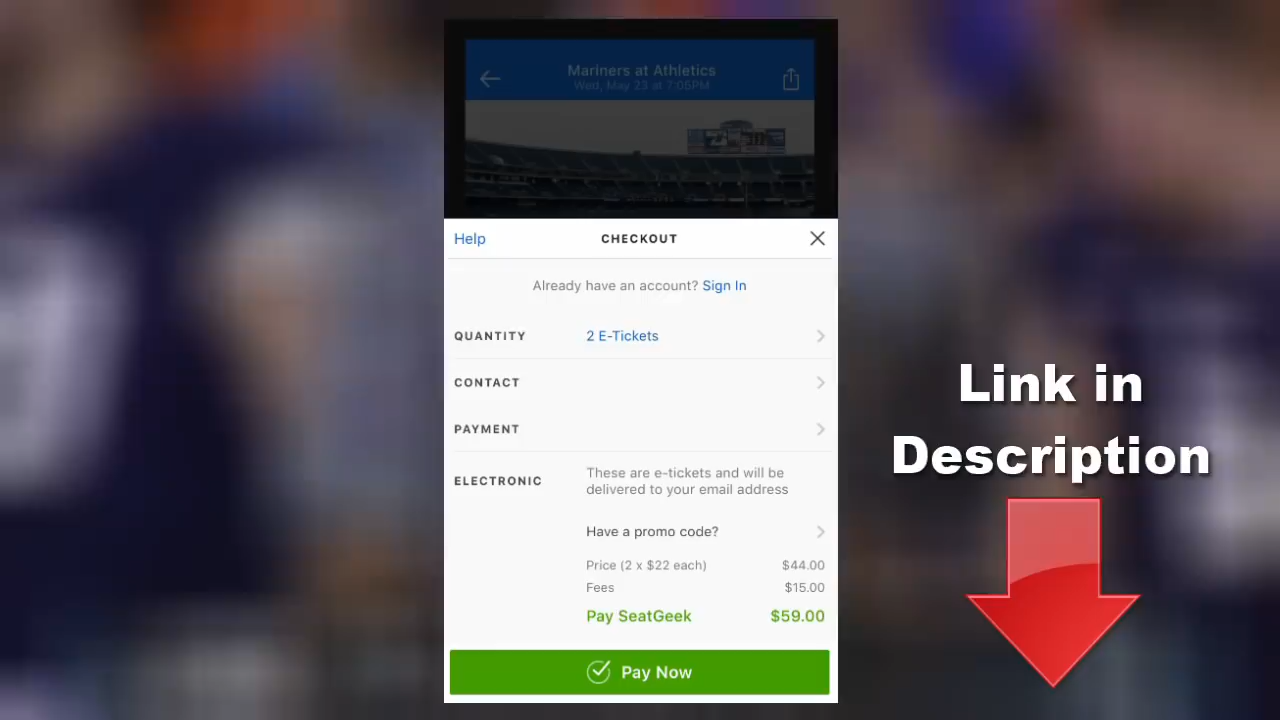 Mariners at Athletics
Wed, May 23 at 7:05PM
Help
CHECKOUT
Already have an account? Sign In
QUANTITY
2 E-Tickets
CONTACT
PAYMENT
ELECTRONIC
These are e-tickets and will be
delivered to your email address
Have a promo code?
Price (2 x $22 each) $44.00
Fees $15.00
Pay SeatGeek $59.00
Pay Now
Link in
Description